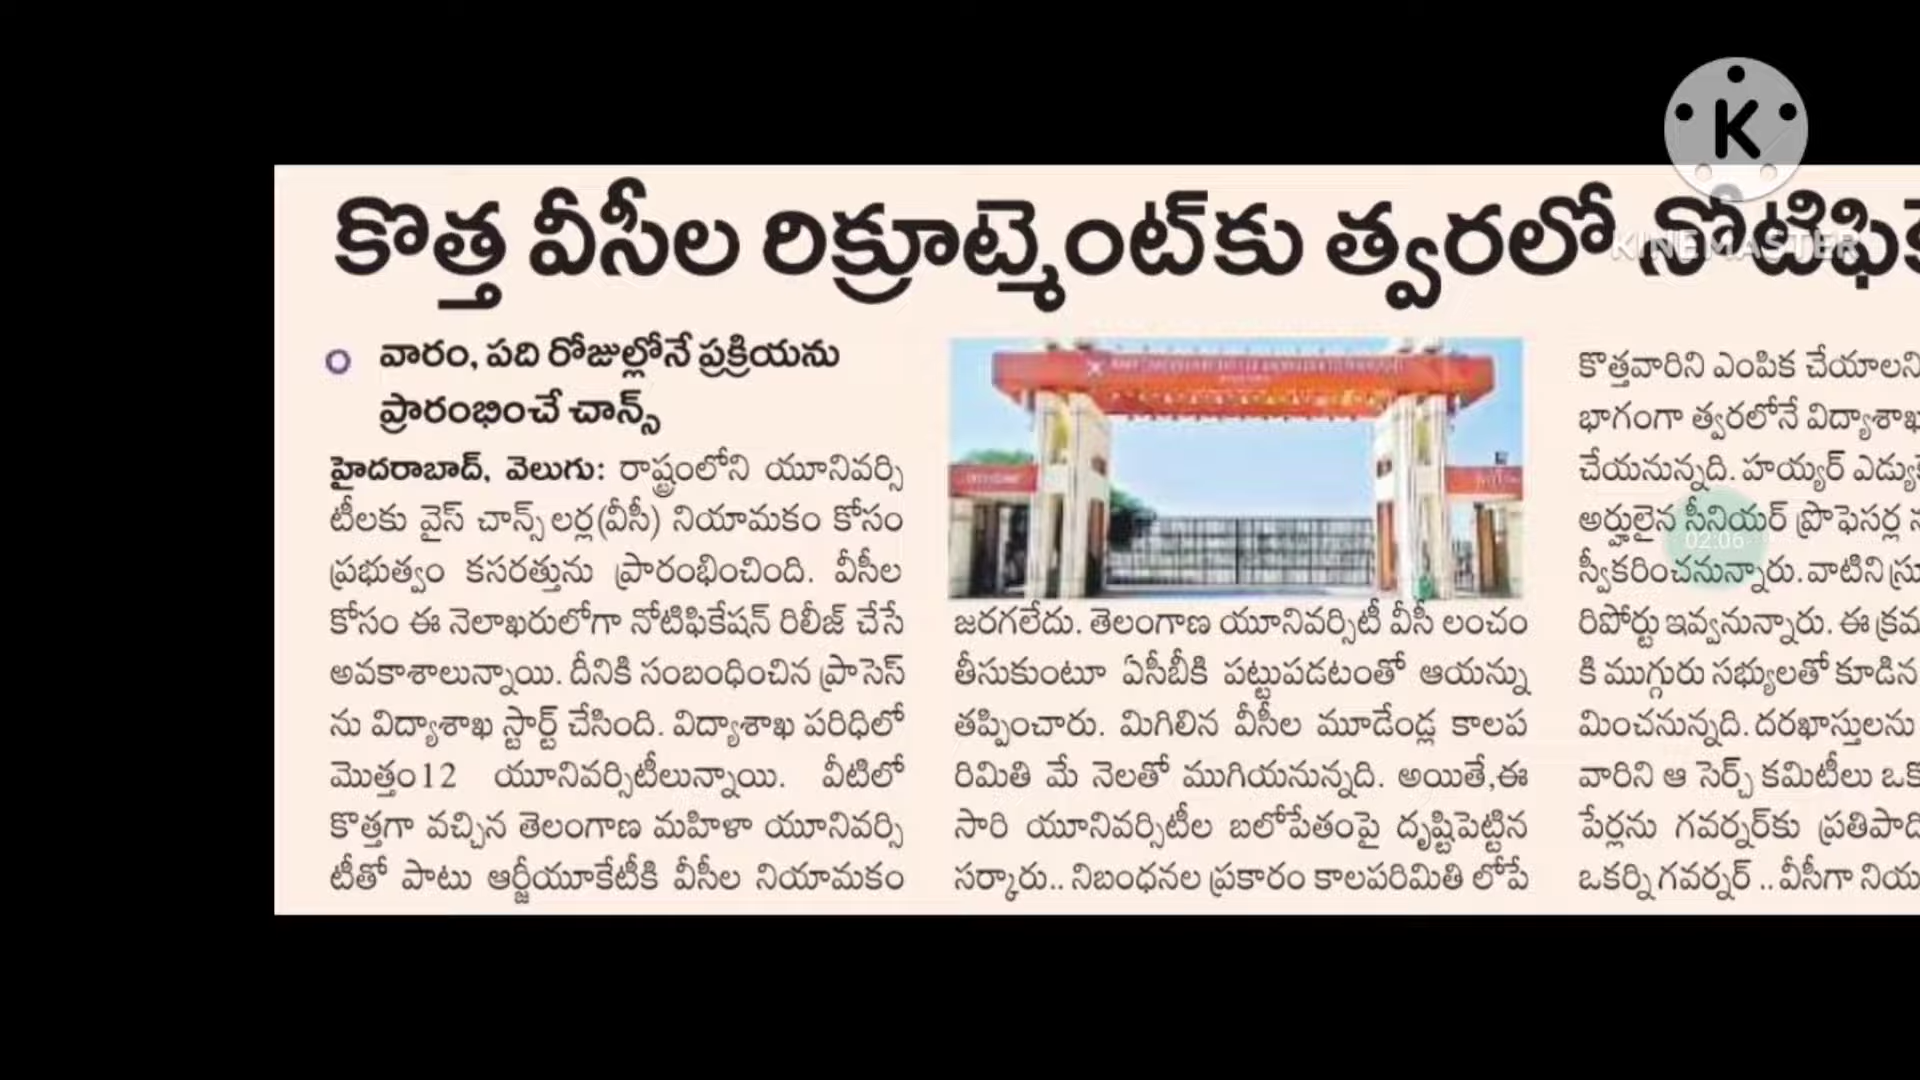 కొత్త వీసీల రిక్రూట్మెంట్‌కు త్వరలో నోటిఫికే
KINEMASTER
వారం, పది రోజుల్లోనే ప్రక్రియను
ప్రారంభించే చాన్స్
హైదరాబాద్, వెలుగు: రాష్ట్రంలోని యూనివర్సి
టీలకు వైస్ చాన్స్‌లర్ల(వీసీ) నియామకం కోసం
ప్రభుత్వం కసరత్తును ప్రారంభించింది. వీసీల
కోసం ఈ నెలాఖరులోగా నోటిఫికేషన్ రిలీజ్ చేసే
అవకాశాలున్నాయి. దీనికి సంబంధించిన ప్రాసెస్
ను విద్యాశాఖ స్టార్ట్ చేసింది. విద్యాశాఖ పరిధిలో
మొత్తం12 యూనివర్సిటీలున్నాయి. వీటిలో
కొత్తగా వచ్చిన తెలంగాణ మహిళా యూనివర్సి
టీతో పాటు ఆర్జీయూకేటీకి వీసీల నియామకం
జరగలేదు. తెలంగాణ యూనివర్సిటీ వీసీ లంచం
తీసుకుంటూ ఏసీబీకి పట్టుపడటంతో ఆయన్ను
తప్పించారు. మిగిలిన వీసీల మూడేండ్ల కాలప
రిమితి మే నెలతో ముగియనున్నది. అయితే,ఈ
సారి యూనివర్సిటీల బలోపేతంపై దృష్టిపెట్టిన
సర్కారు.. నిబంధనల ప్రకారం కాలపరిమితి లోపే
కొత్తవారిని ఎంపిక చేయాలని
భాగంగా త్వరలోనే విద్యాశాఖ
చేయనున్నది. హయ్యర్ ఎడ్యు
అర్హులైన సీనియర్ ప్రొఫెసర్ల
02:06
స్వీకరించనున్నారు. వాటిని
రిపోర్టు ఇవ్వనున్నారు. ఈ క్రమ
కి ముగ్గురు సభ్యులతో కూడిన
మించనున్నది. దరఖాస్తులను
వారిని ఆ సెర్చ్ కమిటీలు
పేర్లను గవర్నర్‌కు ప్రతిపాది
ఒకర్ని గవర్నర్ .. వీసీగా నియ